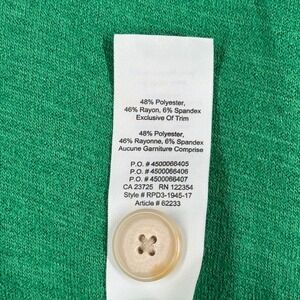 48% Polyester,
46% Rayon, 6% Spandex
Exclusive Of Trim
48% Polyester,
46% Rayonne, 6% Spandex
Aucune Garniture Comprise
P.O. # 4500066405
P.O. # 4500066406
P.O. # 4500066407
CA 23725 RN 122354
Style # RPD3-1945-17
Article # 62233